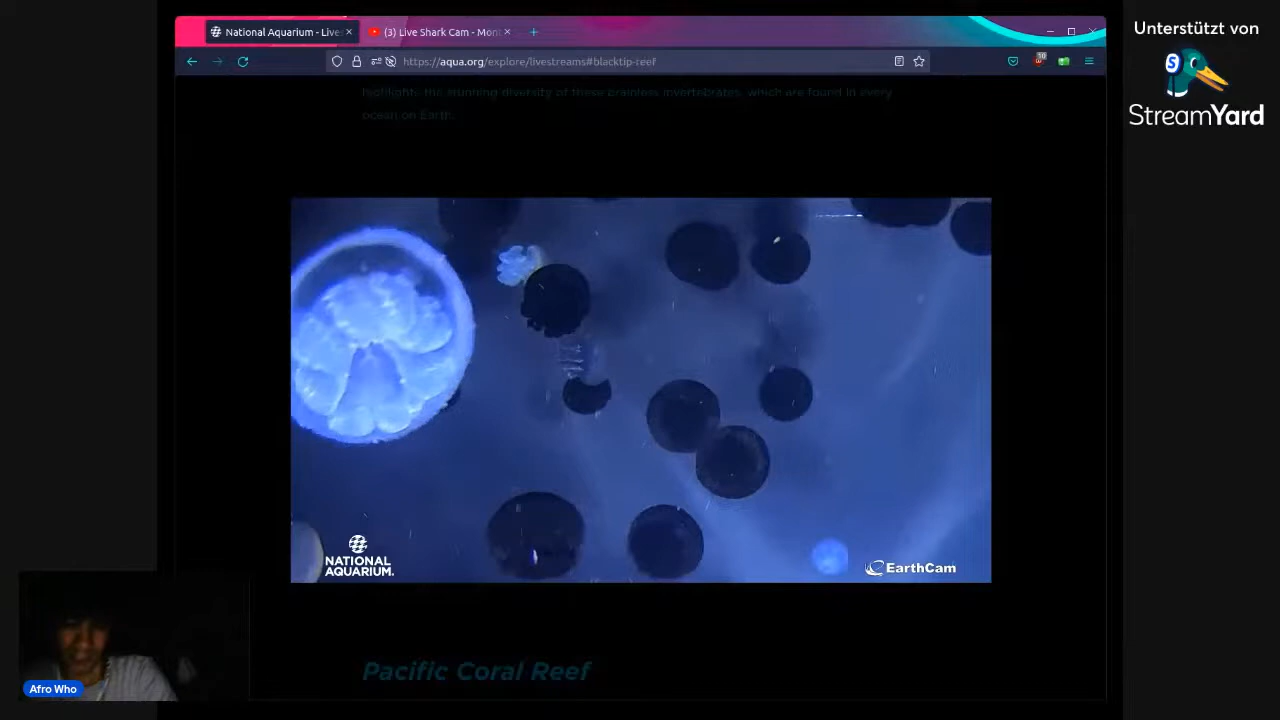 National Aquarium - Live
(3) Live Shark Cam - Mont
https://aqua.org/explore/livestreams#blacktip-reef
10
highlights the stunning diversity of these brainless invertebrates, which are found in every
ocean on Earth.
NATIONAL
AQUARIUM.
EarthCam
Pacific Coral Reef
Afro Who
Unterstützt von
S
StreamYard